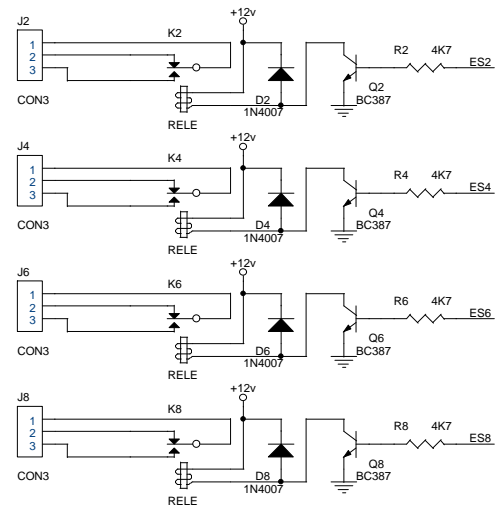 +12v
J2
K2
1
2
3
R2 4K7 ES2
Q2
BC387
D2
1N4007
CON3
RELE
+12v
J4
K4
1
2
3
R4 4K7 ES4
Q4
BC387
D4
1N4007
CON3
RELE
+12v
J6
K6
1
2
3
R6 4K7 ES6
Q6
BC387
D6
1N4007
CON3
RELE
+12v
J8
K8
1
2
3
R8 4K7 ES8
Q8
BC387
D8
1N4007
CON3
RELE